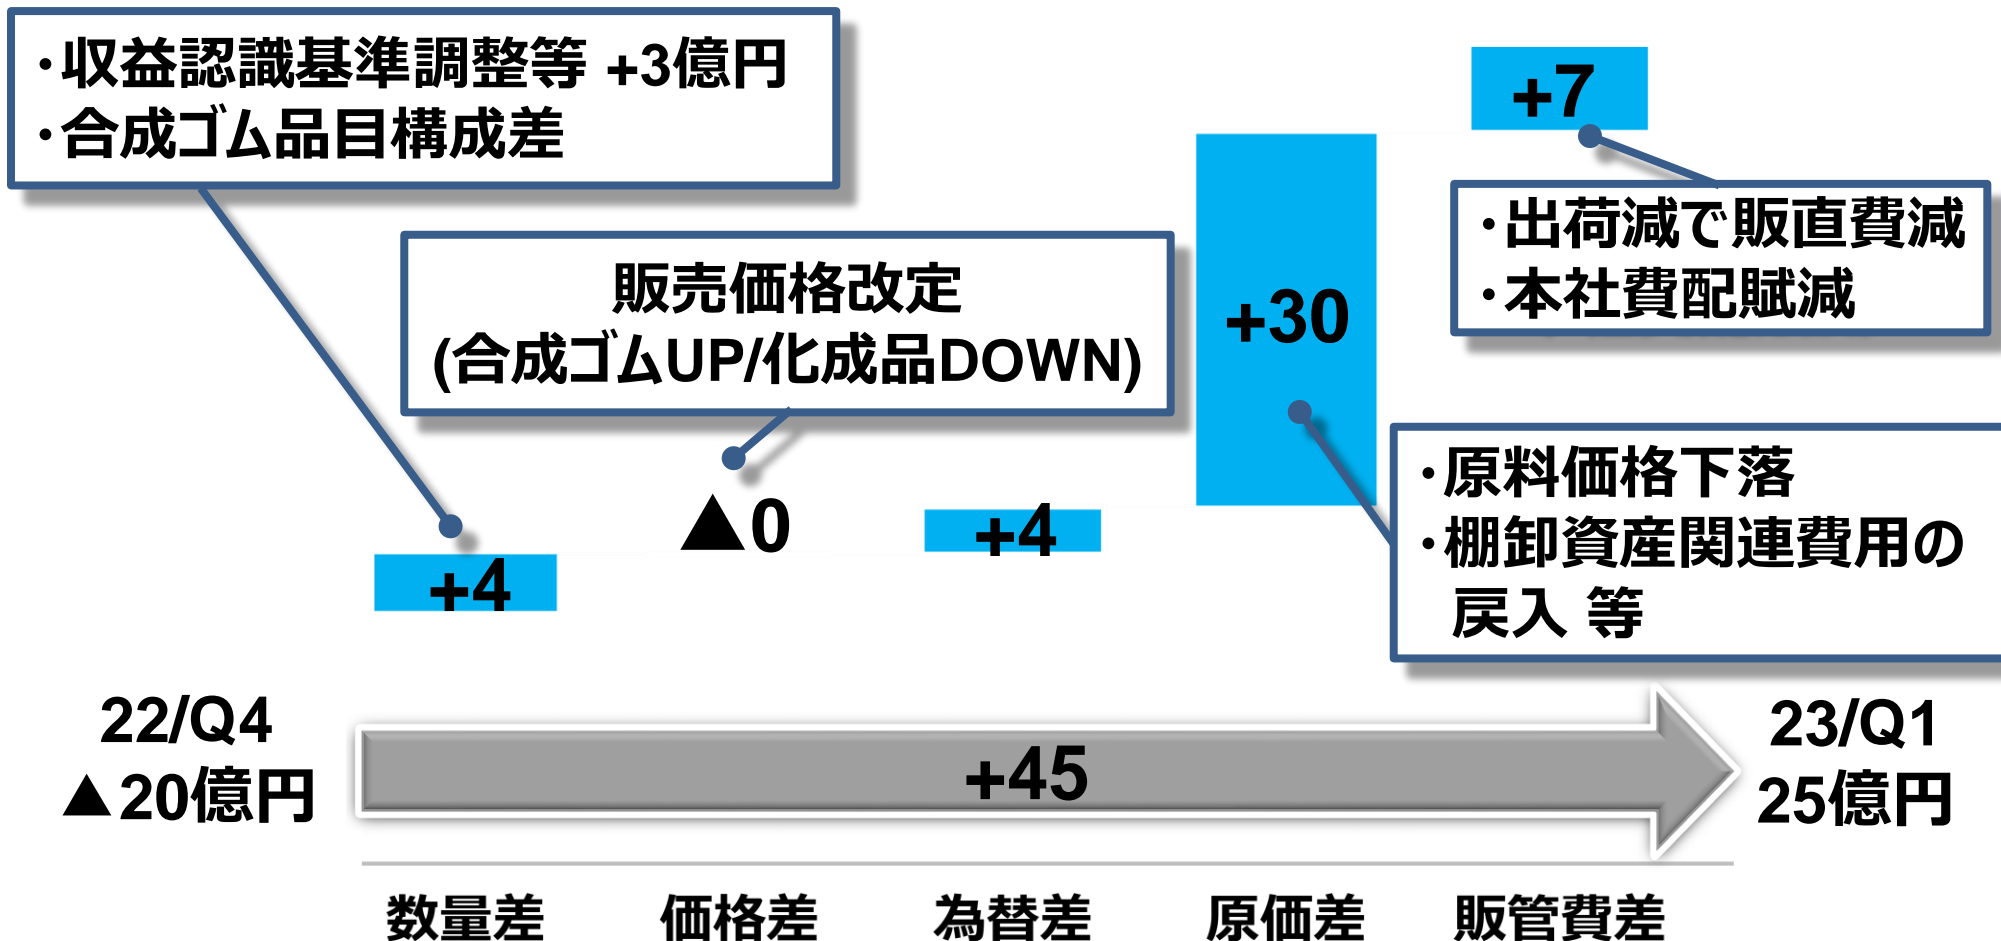 ・収益認識基準調整等 +3億円
・合成ゴム品目構成差
+7
・出荷減で販直費減
・本社費配賦減
販売価格改定
(合成ゴムUP/化成品DOWN)
+30
・原料価格下落
・棚卸資産関連費用の
戻入 等
+4
▲0
+4
22/Q4
▲20億円
+45
23/Q1
25億円
数量差
価格差
為替差
原価差
販管費差